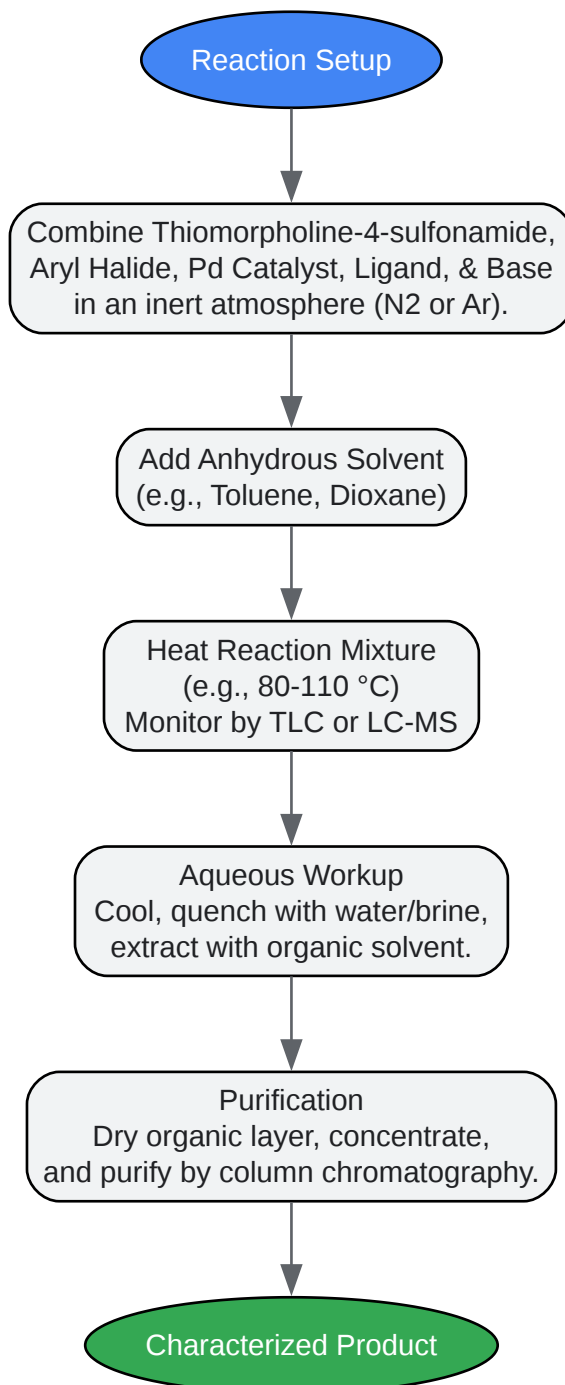 Reaction Setup
Combine Thiomorpholine-4-sulfonamide,
Aryl Halide, Pd Catalyst, Ligand, & Base
in an inert atmosphere (N2 or Ar).
Add Anhydrous Solvent
(e.g., Toluene, Dioxane)
Heat Reaction Mixture
(e.g., 80-110 °C)
Monitor by TLC or LC-MS
Aqueous Workup
Cool, quench with water/brine,
extract with organic solvent.
Purification
Dry organic layer, concentrate,
and purify by column chromatography.
Characterized Product